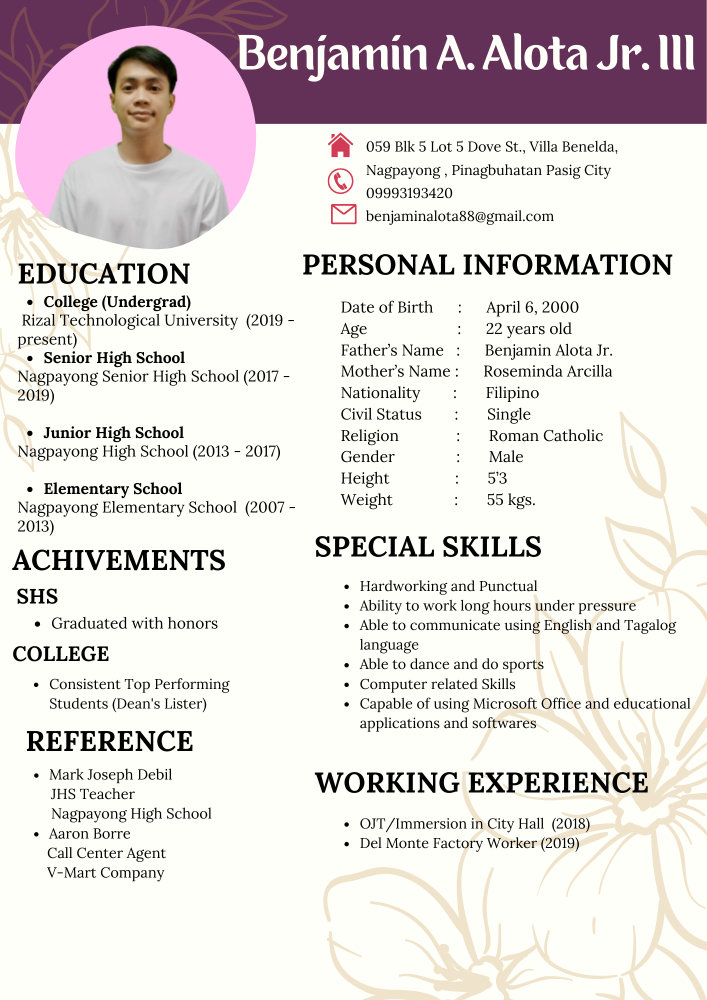 Benjamin A. Alota Jr. III
059 Blk 5 Lot 5 Dove St., Villa Benelda,
Nagpayong , Pinagbuhatan Pasig City
09993193420
benjaminalota88@gmail.com
EDUCATION
• College (Undergrad)
Rizal Technological University (2019 -
present)
• Senior High School
Nagpayong Senior High School (2017 -
2019)
• Junior High School
Nagpayong High School (2013 - 2017)
• Elementary School
Nagpayong Elementary School (2007 -
2013)
ACHIVEMENTS
SHS
• Graduated with honors
COLLEGE
• Consistent Top Performing
Students (Dean's Lister)
REFERENCE
• Mark Joseph Debil
JHS Teacher
Nagpayong High School
• Aaron Borre
Call Center Agent
V-Mart Company
PERSONAL INFORMATION
Date of Birth : April 6, 2000
Age : 22 years old
Father’s Name : Benjamin Alota Jr.
Mother’s Name : Roseminda Arcilla
Nationality : Filipino
Civil Status : Single
Religion : Roman Catholic
Gender : Male
Height : 5’3
Weight : 55 kgs.
SPECIAL SKILLS
• Hardworking and Punctual
• Ability to work long hours under pressure
• Able to communicate using English and Tagalog
language
• Able to dance and do sports
• Computer related Skills
• Capable of using Microsoft Office and educational
applications and softwares
WORKING EXPERIENCE
• OJT/Immersion in City Hall (2018)
• Del Monte Factory Worker (2019)